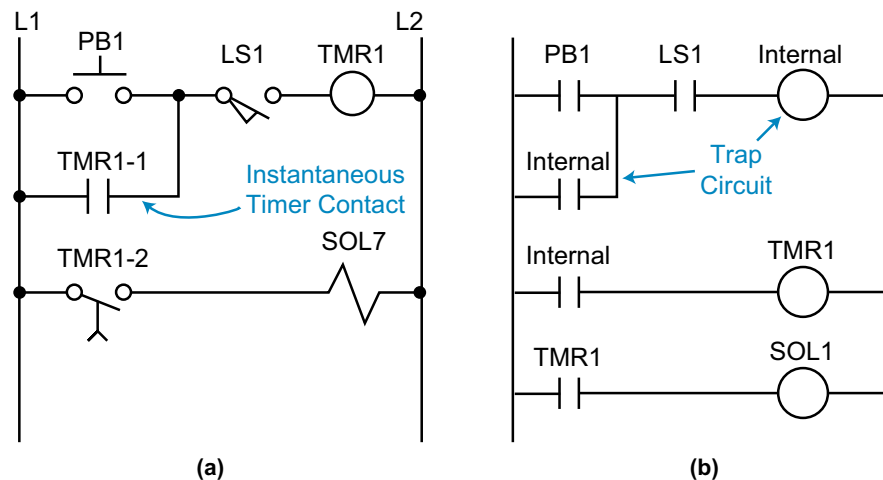 L1
L2
PB1
LS1
TMR1
TMR1-1
Instantaneous
Timer Contact
SOL7
TMR1-2
(a)
PB1
LS1
Internal
Internal
Trap
Circuit
Internal
TMR1
TMR1
SOL1
(b)